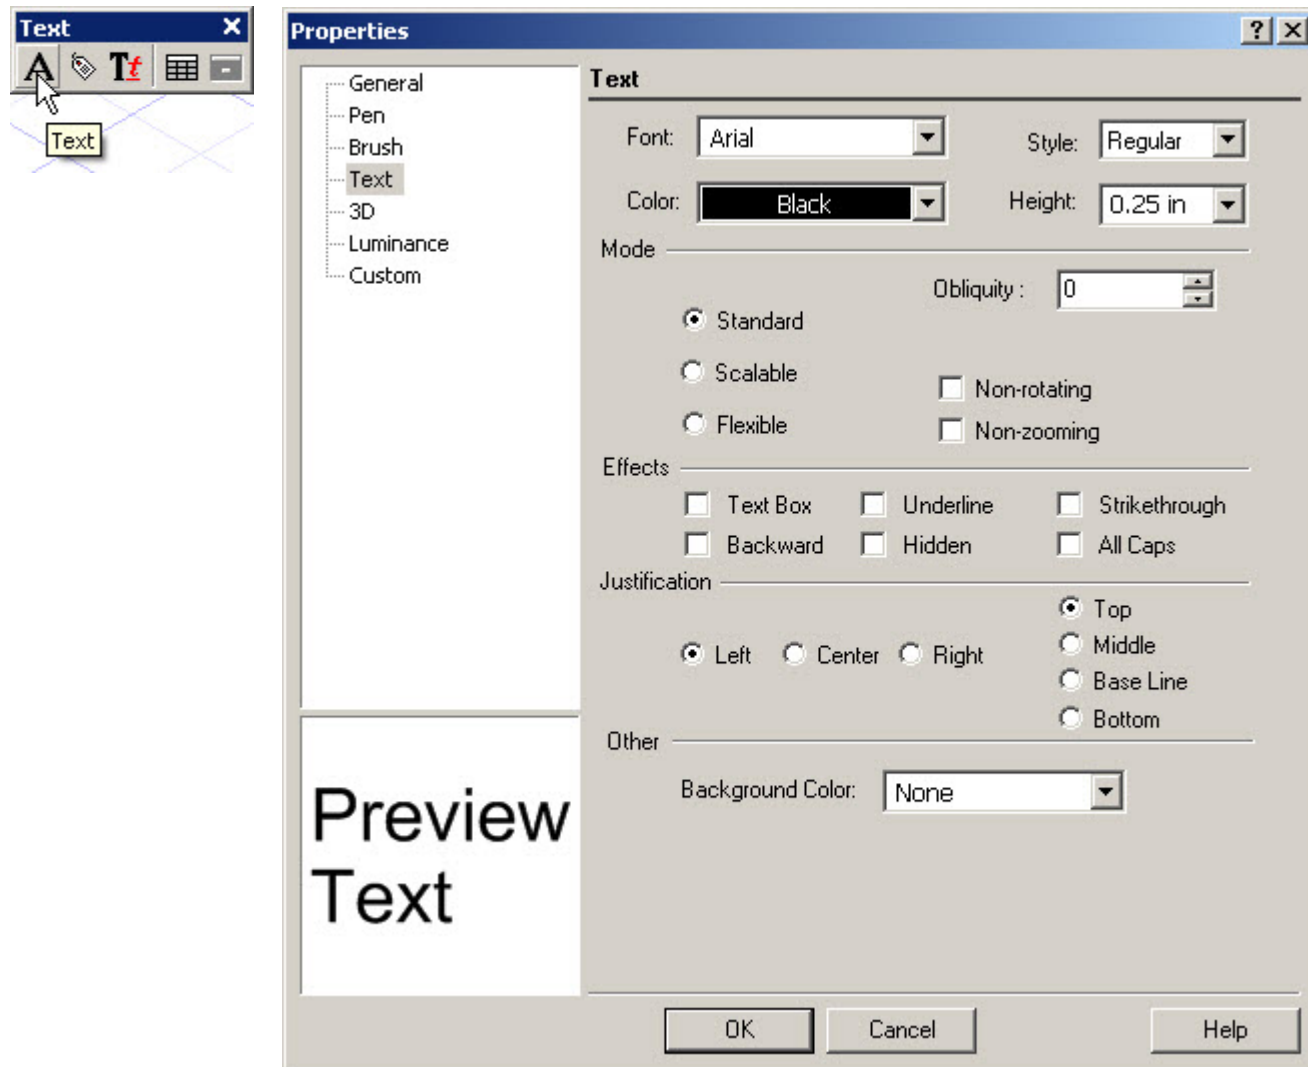 Text
Tt
Text
Properties
General
Pen
Brush
Text
3D
Luminance
Custom
Preview
Text
Text
Font: Arial Style: Regular
Color: Black Height: 0.25 in
Mode
Obliquity : 0
Standard
Scalable
Non-rotating
Flexible
Non-zooming
Effects
Text Box Underline Strikethrough
Backward Hidden All Caps
Justification
Top
Left Center Right
Middle
Base Line
Bottom
Other
Background Color: None
OK Cancel Help